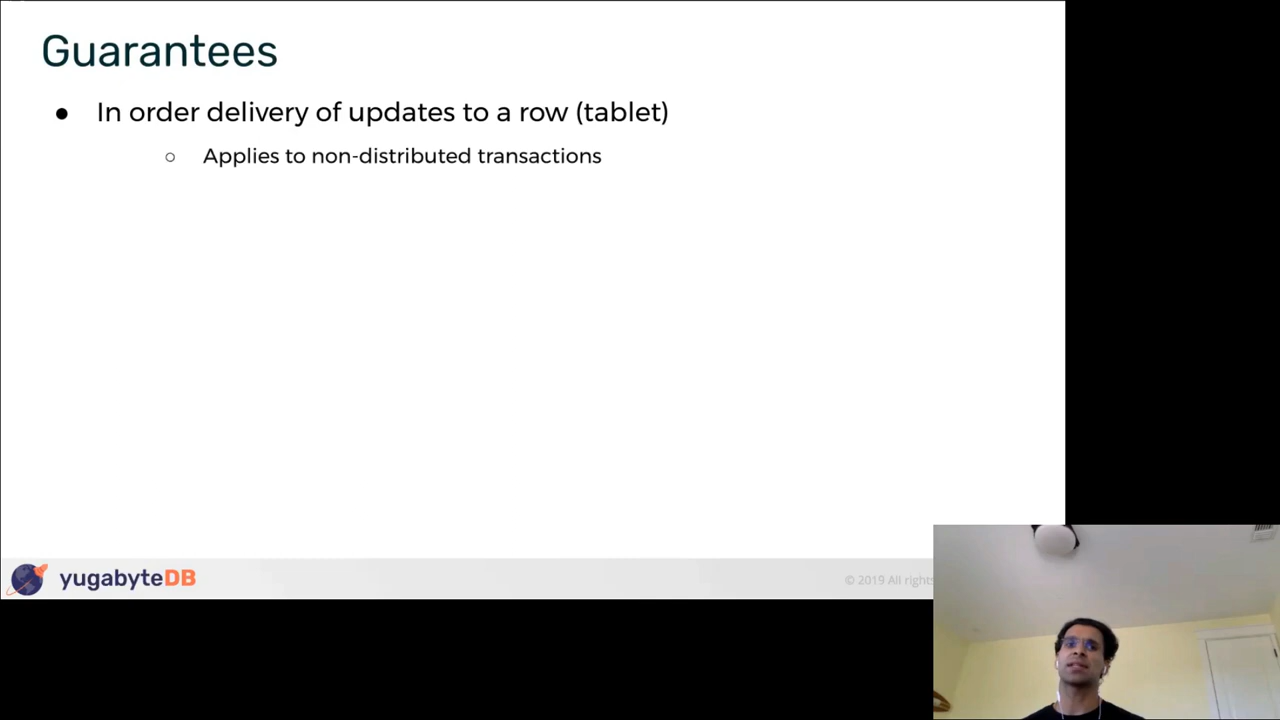 Guarantees
● In order delivery of updates to a row (tablet)
○ Applies to non-distributed transactions
yugabyteDB
© 2019 All rights